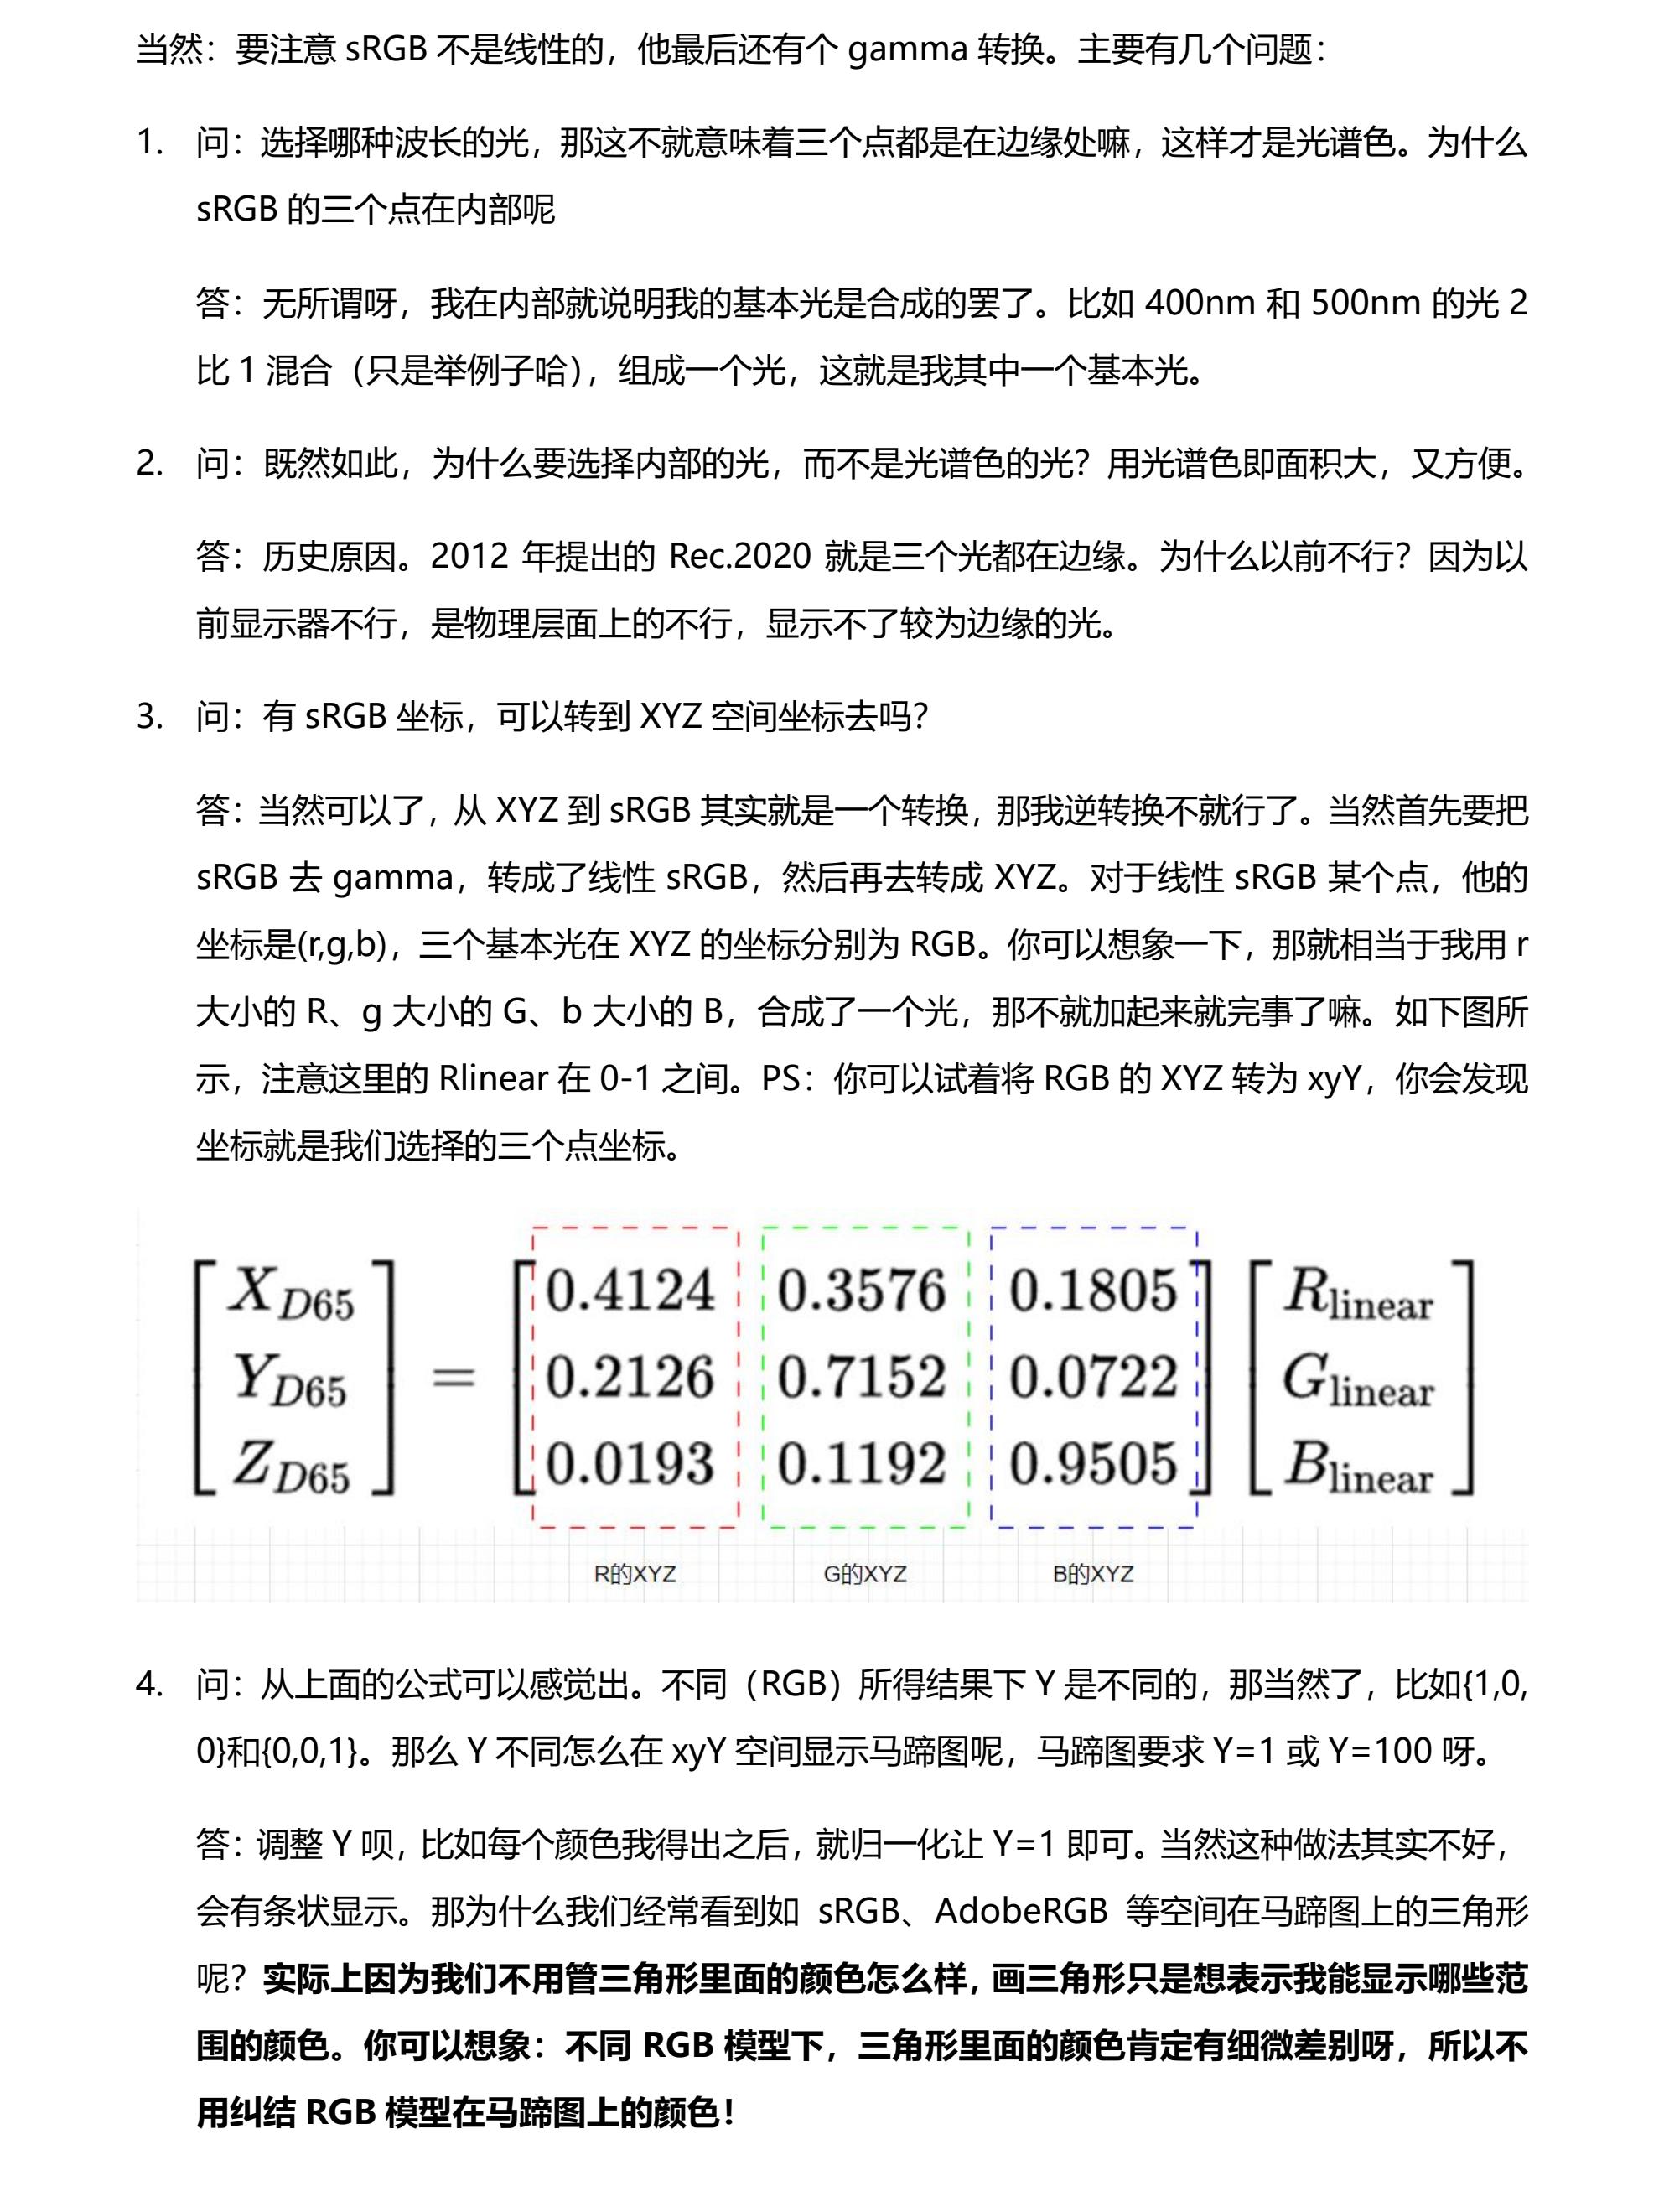 当然：要注意 sRGB 不是线性的，他最后还有个 gamma 转换。主要有几个问题：
1. 问：选择哪种波长的光，那这不就意味着三个点都是在边缘处嘛，这样才是光谱色。为什么
sRGB 的三个点在内部呢
答：无所谓呀，我在内部就说明我的基本光是合成的罢了。比如 400nm 和 500nm 的光 2
比 1 混合（只是举例子哈），组成一个光，这就是我其中一个基本光。
2. 问：既然如此，为什么要选择内部的光，而不是光谱色的光？用光谱色即面积大，又方便。
答：历史原因。2012 年提出的 Rec.2020 就是三个光都在边缘。为什么以前不行？因为以
前显示器不行，是物理层面上的不行，显示不了较为边缘的光。
3. 问：有 sRGB 坐标，可以转到 XYZ 空间坐标去吗？
答：当然可以了，从 XYZ 到 sRGB 其实就是一个转换，那我逆转换不就行了。当然首先要把
sRGB 去 gamma，转成了线性 sRGB，然后再去转成 XYZ。对于线性 sRGB 某个点，他的
坐标是(r,g,b)，三个基本光在 XYZ 的坐标分别为 RGB。你可以想象一下，那就相当于我用 r
大小的 R、g 大小的 G、b 大小的 B，合成了一个光，那不就加起来就完事了嘛。如下图所
示，注意这里的 Rlinear 在 0-1 之间。PS：你可以试着将 RGB 的 XYZ 转为 xyY，你会发现
坐标就是我们选择的三个点坐标。
X_D65 0.4124 0.3576 0.1805 R_linear
Y_D65 = 0.2126 0.7152 0.0722 G_linear
Z_D65 0.0193 0.1192 0.9505 B_linear
R的XYZ G的XYZ B的XYZ
4. 问：从上面的公式可以感觉出。不同（RGB）所得结果下 Y 是不同的，那当然了，比如{1,0,
0}和{0,0,1}。那么 Y 不同怎么在 xyY 空间显示马蹄图呢，马蹄图要求 Y=1 或 Y=100 呀。
答：调整 Y 呗，比如每个颜色我得出之后，就归一化让 Y=1 即可。当然这种做法其实不好，
会有条状显示。那为什么我们经常看到如 sRGB、AdobeRGB 等空间在马蹄图上的三角形
呢？实际上因为我们不用管三角形里面的颜色怎么样，画三角形只是想表示我能显示哪些范
围的颜色。你可以想象：不同 RGB 模型下，三角形里面的颜色肯定有细微差别呀，所以不
用纠结 RGB 模型在马蹄图上的颜色！